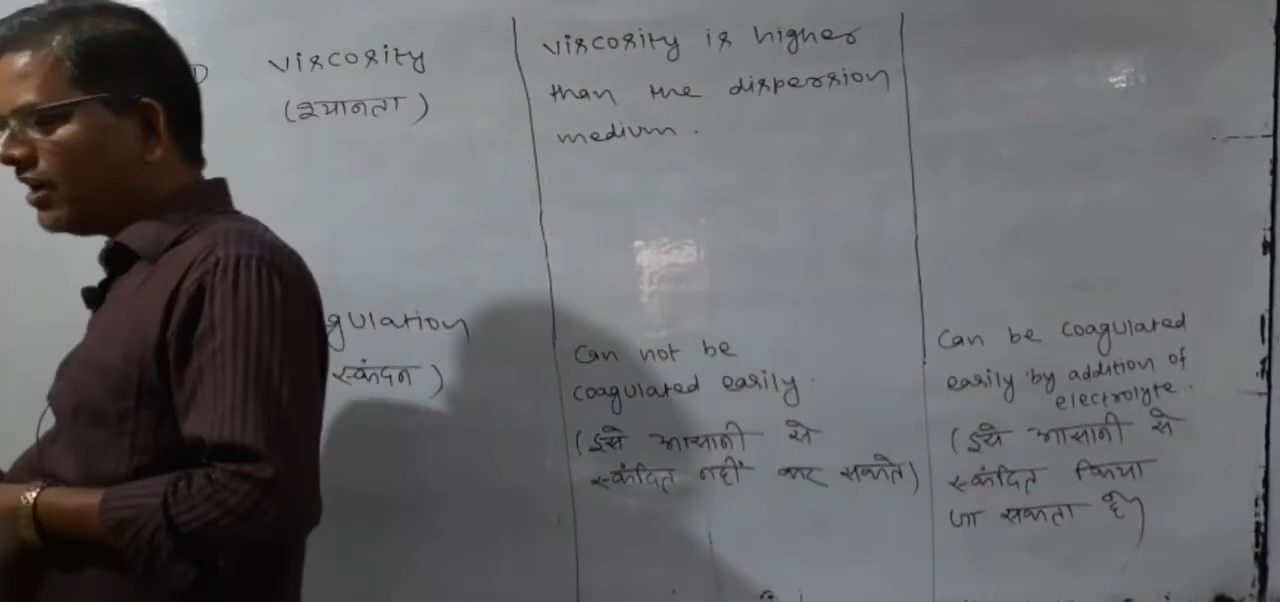 Viscosity
(श्यानता)
Viscosity is higher
than the dispersion
medium.
gulation
स्कंदन)
Can not be
coagulated easily.
(इसे आसानी से
स्कंदित नहीं कर सकते)
Can be coagulated
easily by addition of
electrolyte.
(इसे आसानी से
स्कंदित किया
जा सकता है)